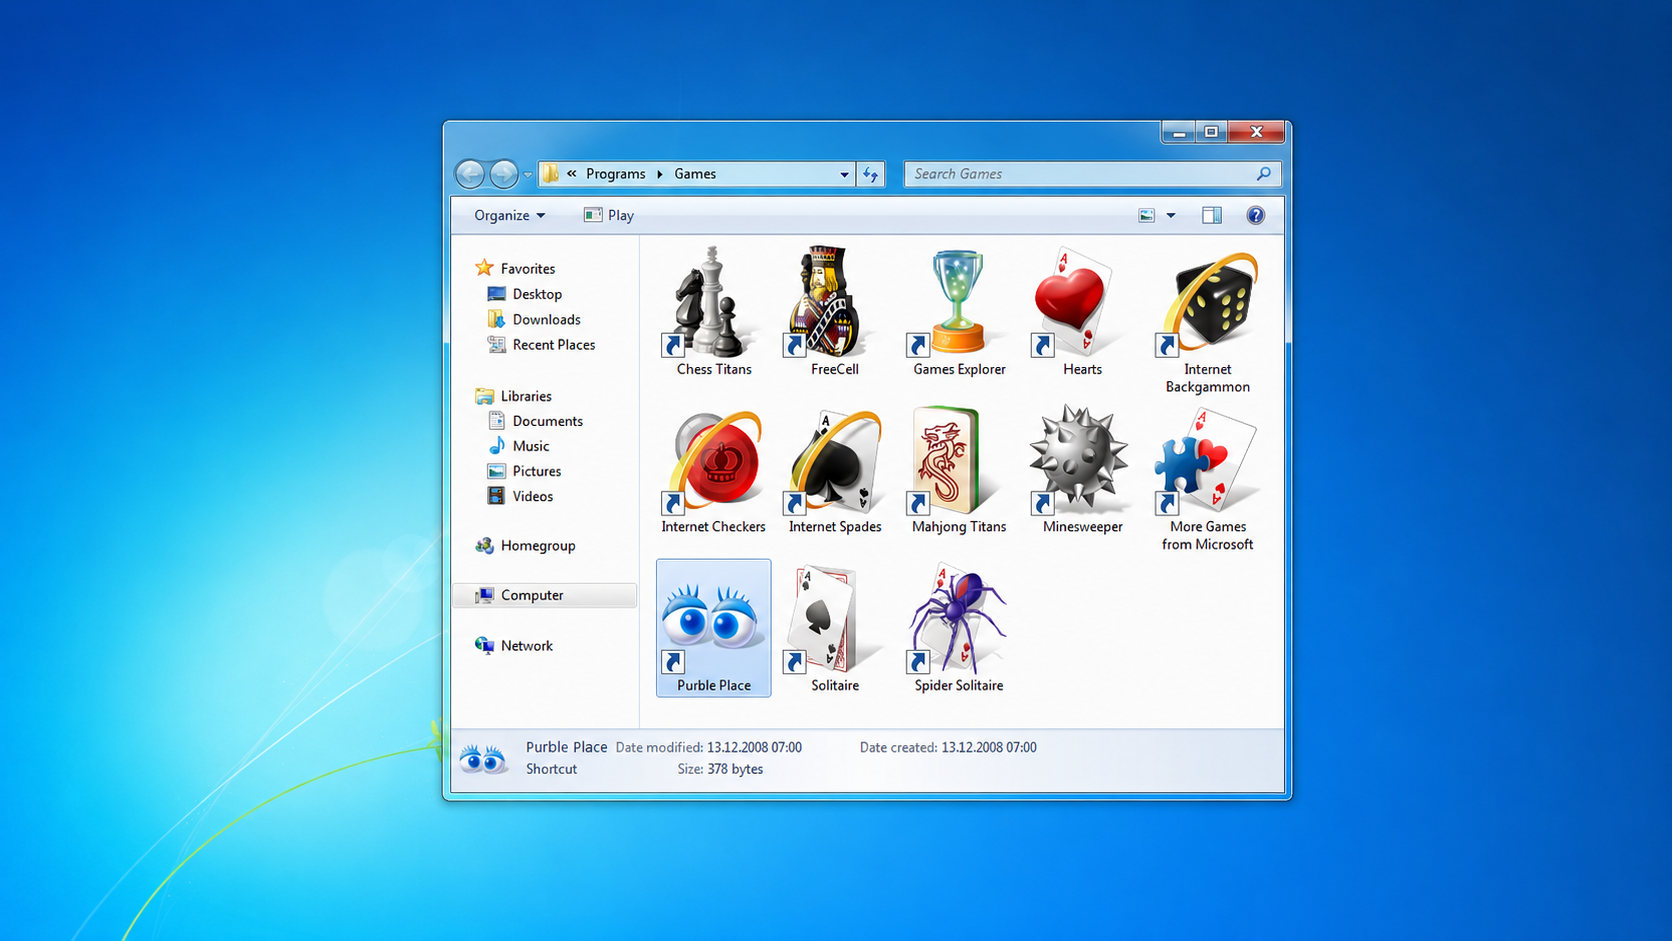 « Programs ▸ Games
Search Games
Organize
Play
Favorites
Desktop
Downloads
Recent Places
Libraries
Documents
Music
Pictures
Videos
Homegroup
Computer
Network
Chess Titans
FreeCell
Games Explorer
Hearts
Internet
Backgammon
Internet Checkers
Internet Spades
Mahjong Titans
Minesweeper
More Games
from Microsoft
Purble Place
Solitaire
Spider Solitaire
Purble Place Date modified: 13.12.2008 07:00 Date created: 13.12.2008 07:00
Shortcut Size: 378 bytes